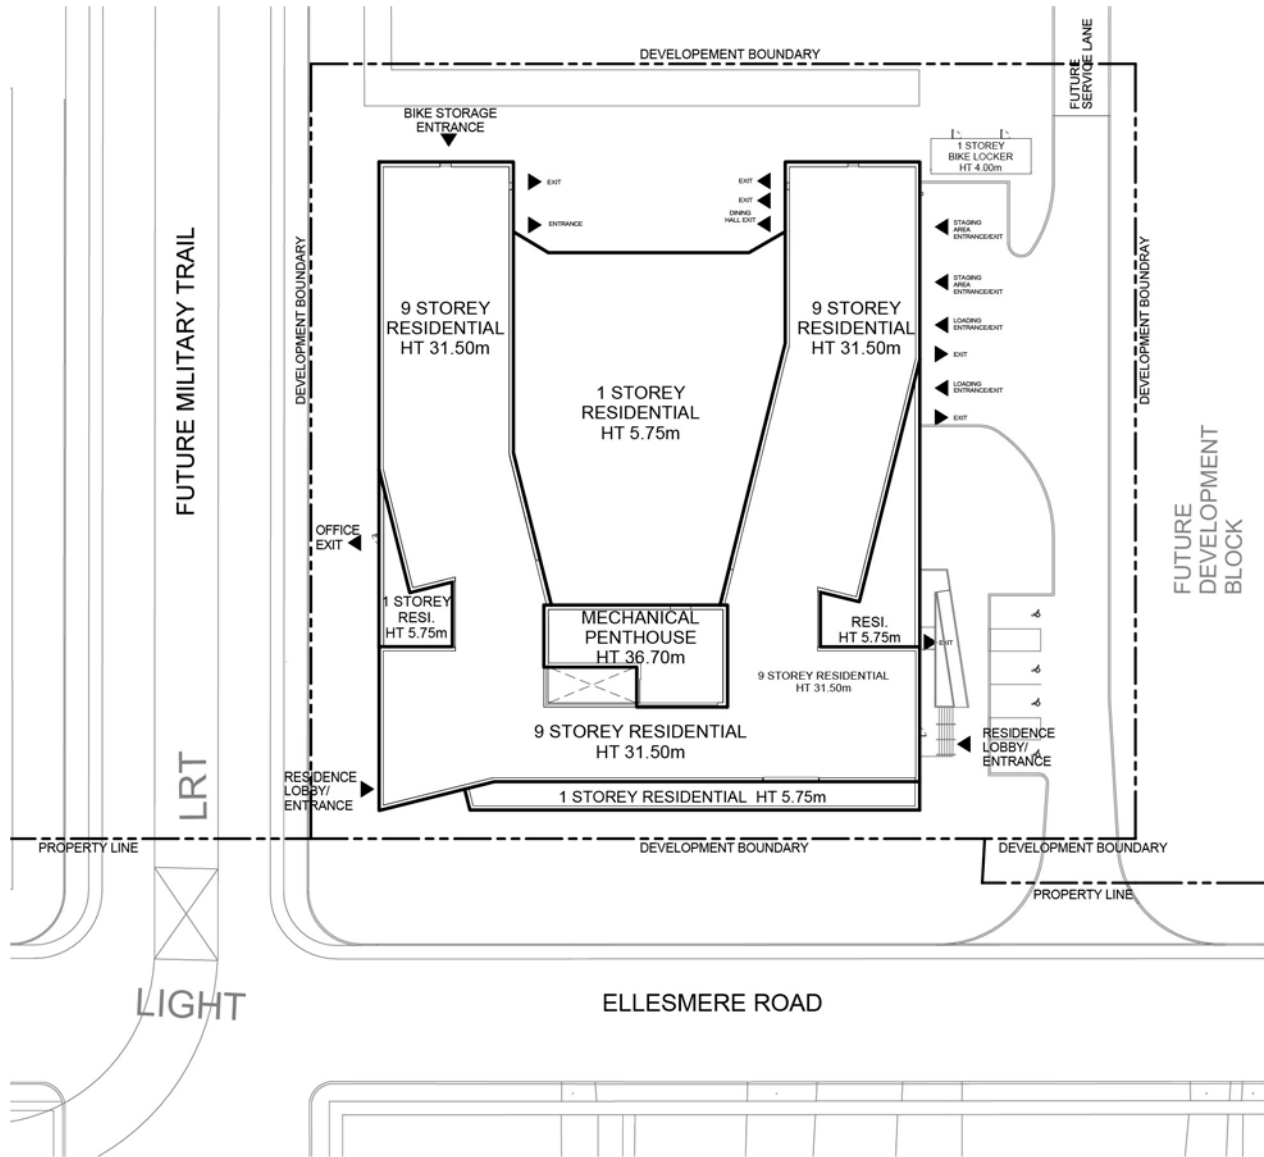 DEVELOPEMENT BOUNDARY
FUTURE
SERVICE LANE
BIKE STORAGE
ENTRANCE
1 STOREY
BIKE LOCKER
HT 4.00m
EXIT
ENTRANCE
EXIT
EXIT
DINING
HALL EXIT
STAGING
AREA
ENTRANCE/EXIT
STAGING
AREA
ENTRANCE/EXIT
LOADING
ENTRANCE/EXIT
EXIT
LOADING
ENTRANCE/EXIT
EXIT
FUTURE MILITARY TRAIL
DEVELOPMENT BOUNDARY
DEVELOPMENT BOUNDRAY
9 STOREY
RESIDENTIAL
HT 31.50m
9 STOREY
RESIDENTIAL
HT 31.50m
1 STOREY
RESIDENTIAL
HT 5.75m
FUTURE
DEVELOPMENT
BLOCK
OFFICE
EXIT
1 STOREY
RESI.
HT 5.75m
MECHANICAL
PENTHOUSE
HT 36.70m
RESI.
HT 5.75m
EXIT
9 STOREY RESIDENTIAL
HT 31.50m
9 STOREY RESIDENTIAL
HT 31.50m
RESIDENCE
LOBBY/
ENTRANCE
RESIDENCE
LOBBY/
ENTRANCE
LRT
1 STOREY RESIDENTIAL HT 5.75m
PROPERTY LINE
DEVELOPMENT BOUNDARY
DEVELOPMENT BOUNDARY
PROPERTY LINE
LIGHT
ELLESMERE ROAD